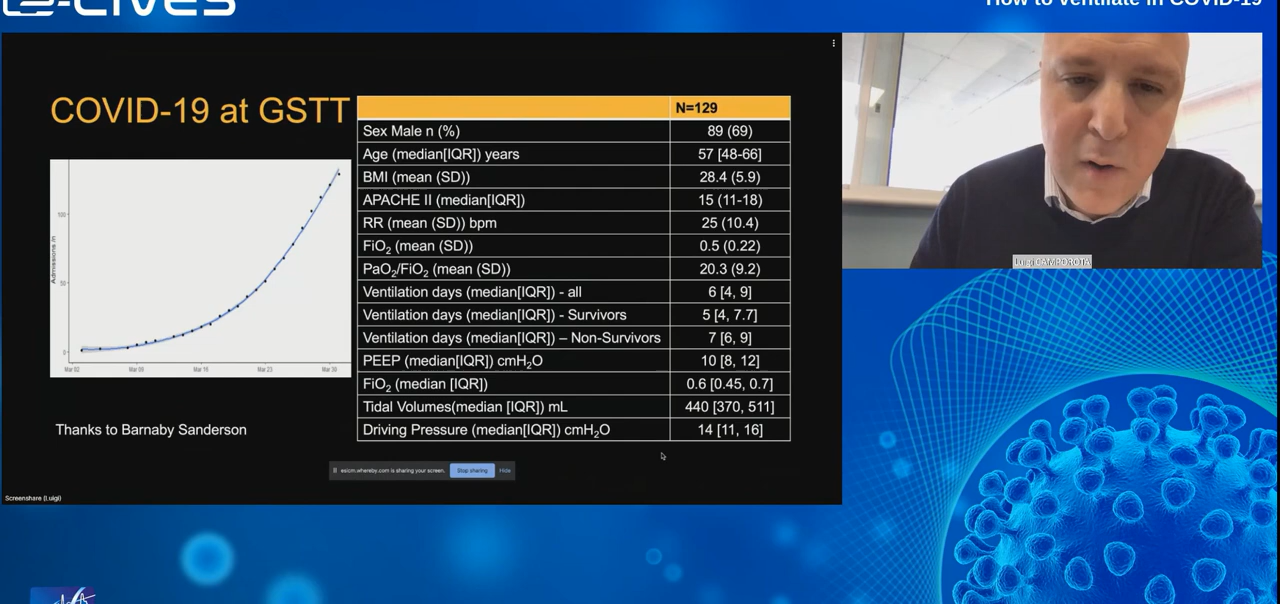 e-LIVES
How to ventilate in COVID-19
COVID-19 at GSTT
N=129
Sex Male n (%) 89 (69)
Age (median[IQR]) years 57 [48-66]
BMI (mean (SD)) 28.4 (5.9)
APACHE II (median[IQR]) 15 (11-18)
RR (mean (SD)) bpm 25 (10.4)
FiO2 (mean (SD)) 0.5 (0.22)
PaO2/FiO2 (mean (SD)) 20.3 (9.2)
Ventilation days (median[IQR]) - all 6 [4, 9]
Ventilation days (median[IQR]) - Survivors 5 [4, 7.7]
Ventilation days (median[IQR]) – Non-Survivors 7 [6, 9]
PEEP (median[IQR]) cmH2O 10 [8, 12]
FiO2 (median [IQR]) 0.6 [0.45, 0.7]
Tidal Volumes(median [IQR]) mL 440 [370, 511]
Driving Pressure (median[IQR]) cmH2O 14 [11, 16]
100
50
0
Mar 02 Mar 09 Mar 16 Mar 23 Mar 30
Thanks to Barnaby Sanderson
esicm.whereby.com is sharing your screen. Stop sharing Hide
Screenshare (Luigi)
Luigi CAMPOROTA